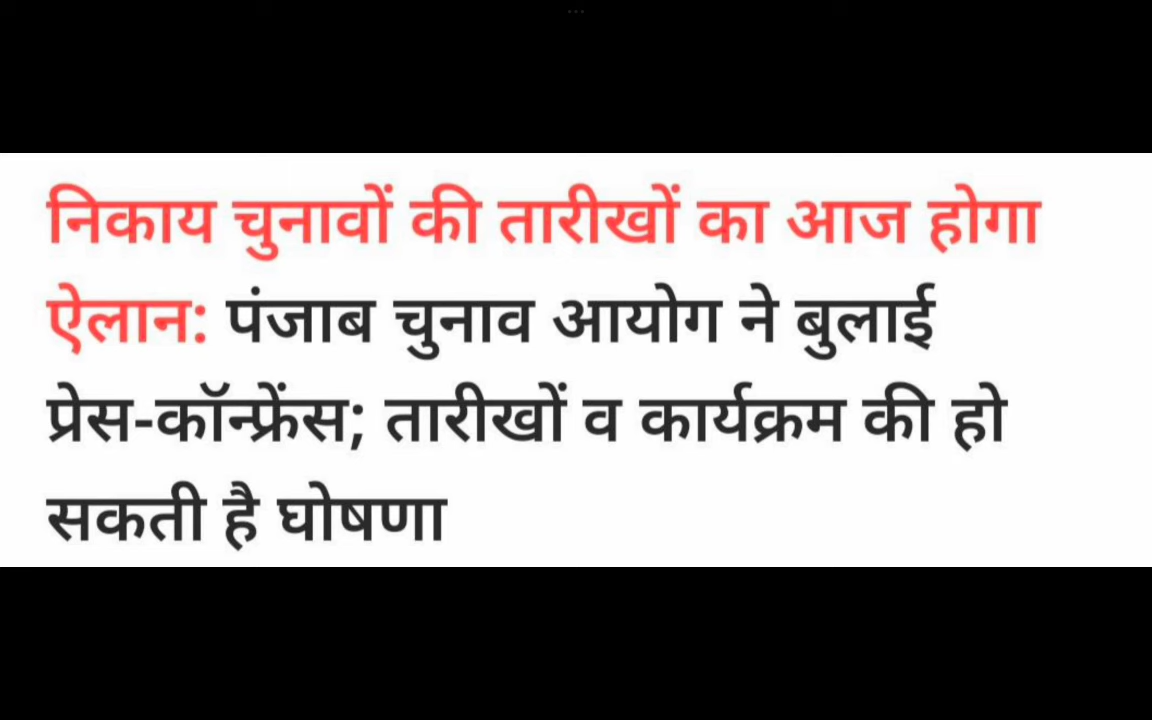 निकाय चुनावों की तारीखों का आज होगा
ऐलान: पंजाब चुनाव आयोग ने बुलाई
प्रेस-कॉन्फ्रेंस; तारीखों व कार्यक्रम की हो
सकती है घोषणा